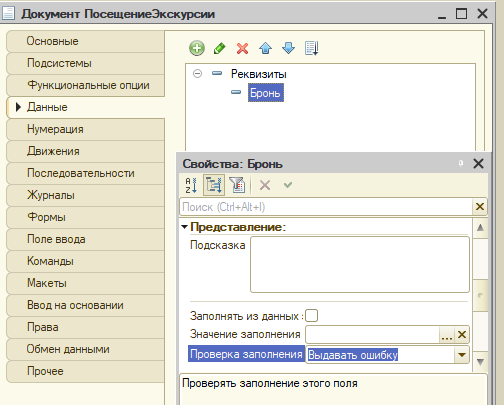 Документ ПосещениеЭкскурсии
Основные
Подсистемы
Функциональные опции
Данные
Нумерация
Движения
Последовательности
Журналы
Формы
Поле ввода
Команды
Макеты
Ввод на основании
Права
Обмен данными
Прочее
Реквизиты
Бронь
Свойства: Бронь
Поиск (Ctrl+Alt+I)
Представление:
Подсказка
Заполнять из данных:
Значение заполнения
Проверка заполнения Выдавать ошибку
Проверять заполнение этого поля